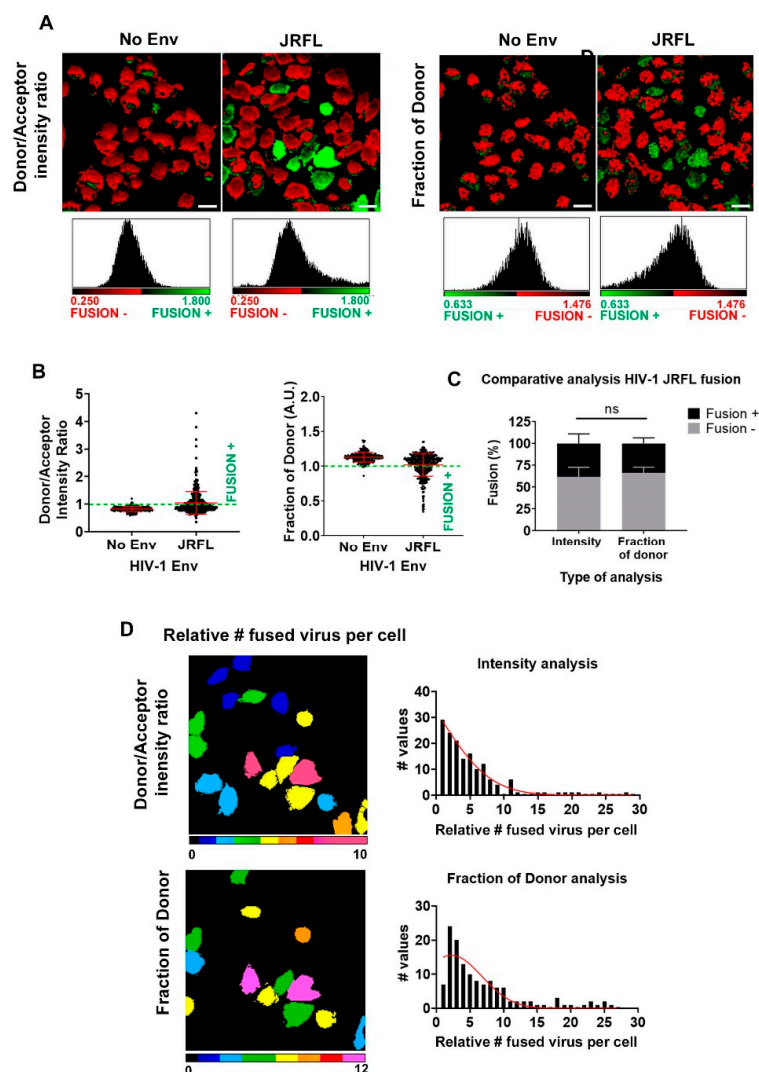 A
No Env
JRFL
No Env
JRFL
Donor/Acceptor
inensity ratio
Fraction of Donor
0.250
1.800
0.250
1.800
0.633
1.476
0.633
1.476
FUSION -
FUSION +
FUSION -
FUSION +
FUSION +
FUSION -
FUSION +
FUSION -
B
Donor/Acceptor
Intensity Ratio
5
4
3
2
1
0
FUSION +
No Env
JRFL
HIV-1 Env
Fraction of Donor (A.U.)
2.0
1.5
1.0
0.5
0.0
FUSION +
No Env
JRFL
HIV-1 Env
C
Comparative analysis HIV-1 JRFL fusion
ns
Fusion +
Fusion -
Fusion (%)
125
100
75
50
25
0
Intensity
Fraction
of donor
Type of analysis
D
Relative # fused virus per cell
Donor/Acceptor
inensity ratio
0
10
Intensity analysis
# values
40
30
20
10
0
0
5
10
15
20
25
30
Relative # fused virus per cell
Fraction of Donor
0
12
Fraction of Donor analysis
# values
30
20
10
0
0
5
10
15
20
25
30
Relative # fused virus per cell